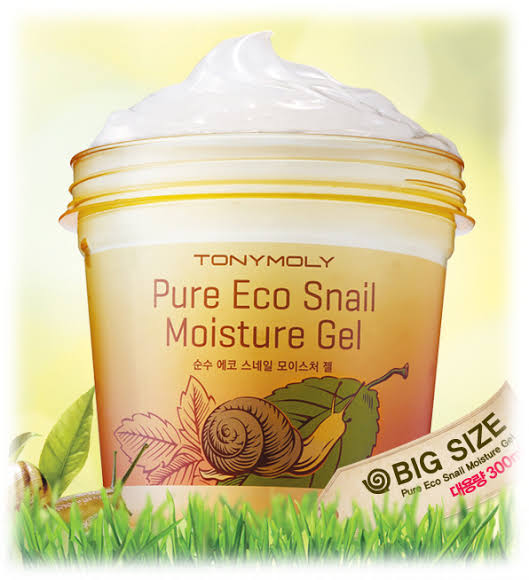 TONYMOLY
Pure Eco Snail
Moisture Gel
순수 에코 스네일 모이스처 젤
BIG SIZE
Pure Eco Snail Moisture Gel
대용량 300m